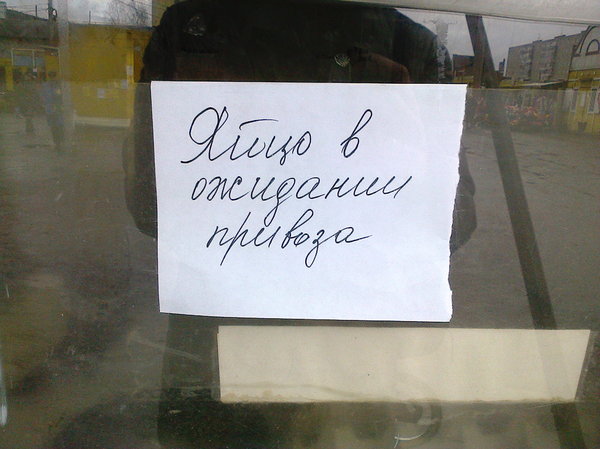 Яйцо в
ожидании
привоза